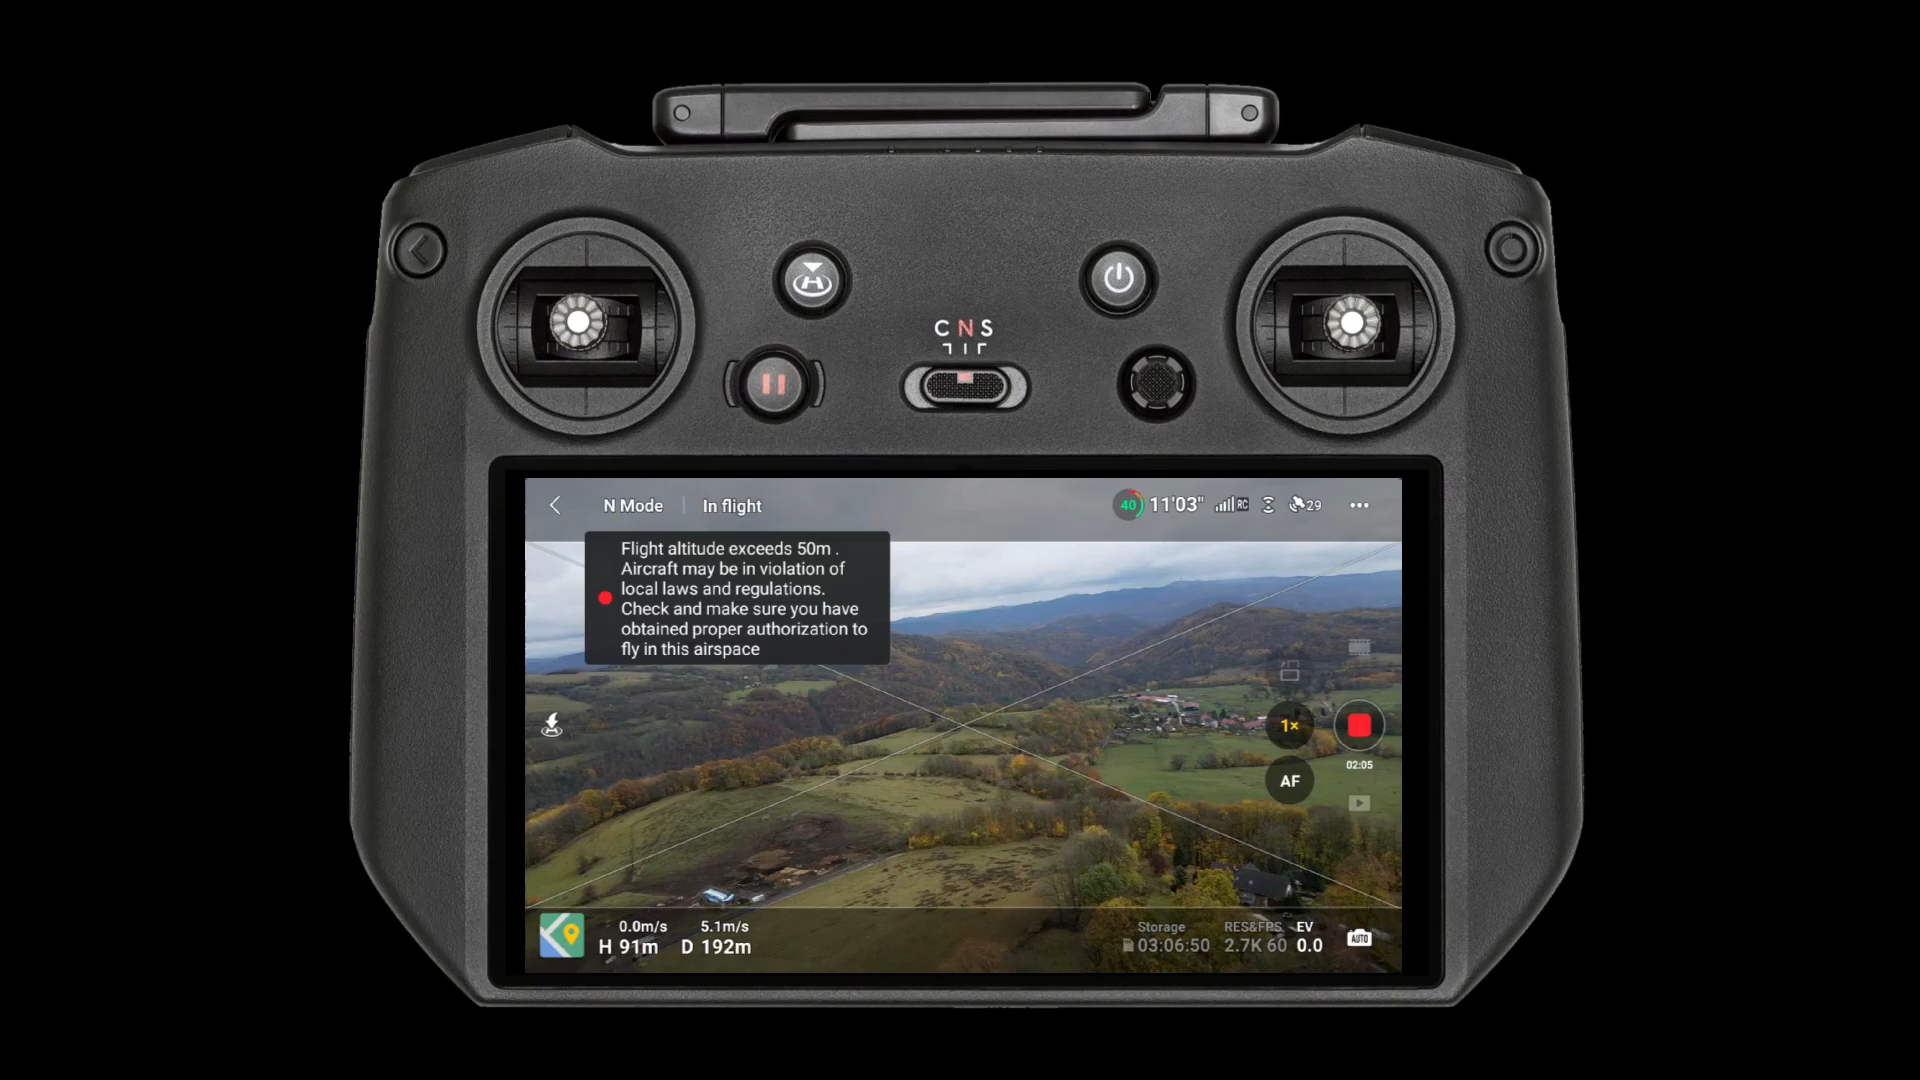 C N S
N Mode | In flight
40 11'03" RC 29 •••
Flight altitude exceeds 50m .
Aircraft may be in violation of
local laws and regulations.
Check and make sure you have
obtained proper authorization to
fly in this airspace
1×
AF
02:05
0.0m/s 5.1m/s
H 91m D 192m
Storage RES&FPS EV
03:06:50 2.7K 60 0.0
AUTO